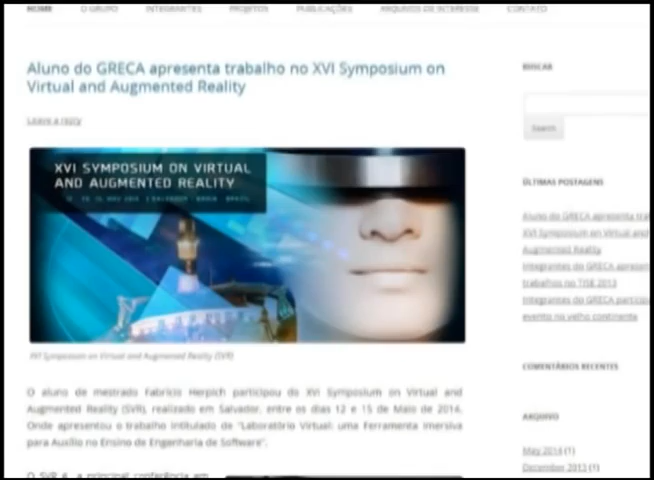 HOME O GRUPO INTEGRANTES PROJETOS PUBLICAÇÕES ARQUIVOS DE INTERESSE CONTATO
Aluno do GRECA apresenta trabalho no XVI Symposium on
Virtual and Augmented Reality
Leave a reply
XVI SYMPOSIUM ON VIRTUAL
AND AUGMENTED REALITY
XVI Symposium on Virtual and Augmented Reality (SVR)
O aluno de mestrado Fabrício Herpich participou do XVI Symposium on Virtual and
Augmented Reality (SVR), realizado em Salvador, entre os dias 12 e 15 de Maio de 2014.
Onde apresentou o trabalho intitulado de "Laboratório Virtual: uma Ferramenta Imersiva
para Auxílio no Ensino de Engenharia de Software".
O SVR é a principal conferência em
BUSCAR
Search
ÚLTIMAS POSTAGENS
Aluno do GRECA apresenta
XVI Symposium on Virtual and
Augmented Reality
Integrantes do GRECA
trabalhos no TISE 2013
Integrantes do GRECA
evento na velho continente
COMENTÁRIOS RECENTES
ARQUIVO
May 2014 (1)
December 2013 (1)